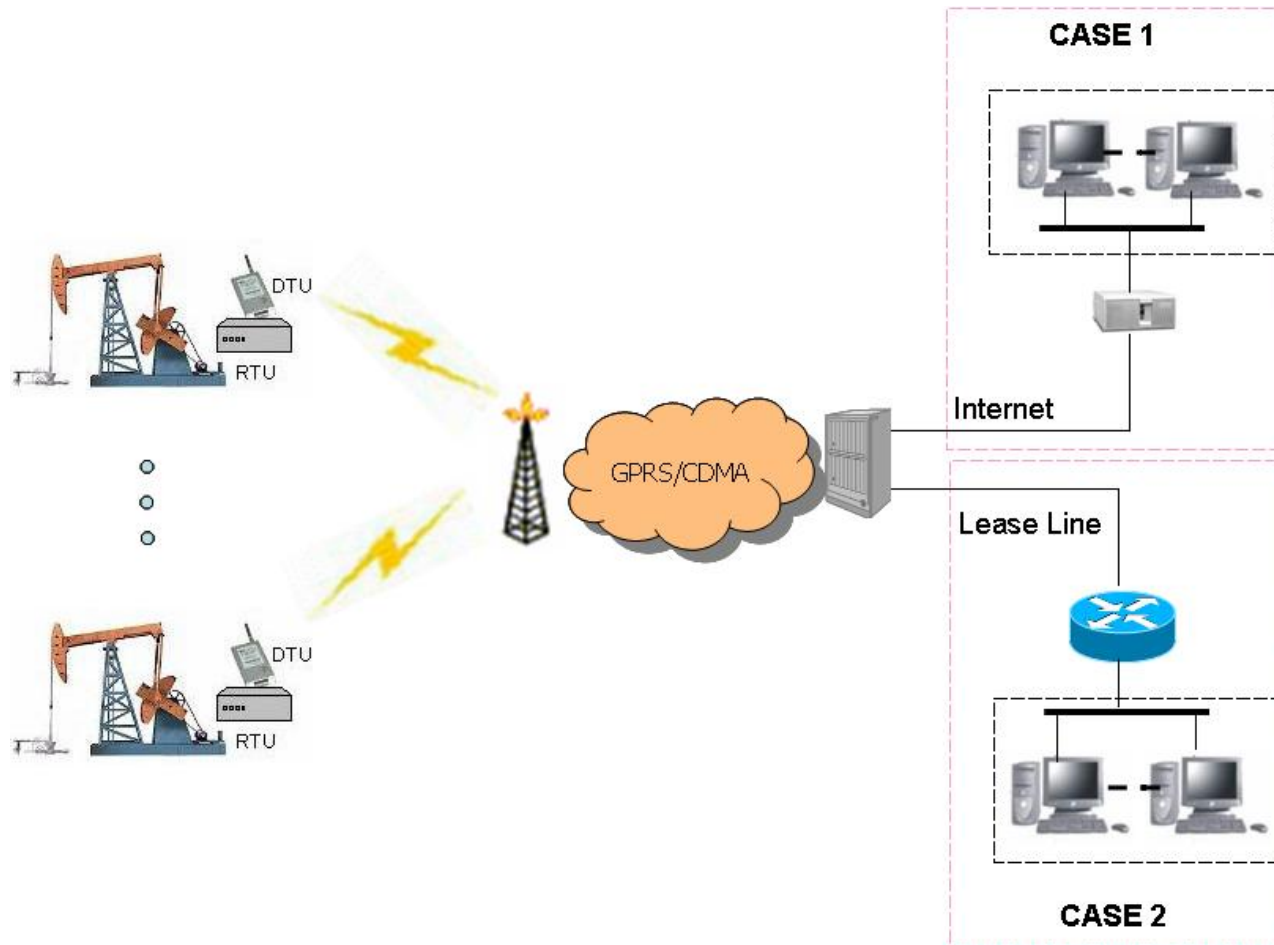 CASE 1
DTU
RTU
GPRS/CDMA
Internet
Lease Line
DTU
RTU
CASE 2